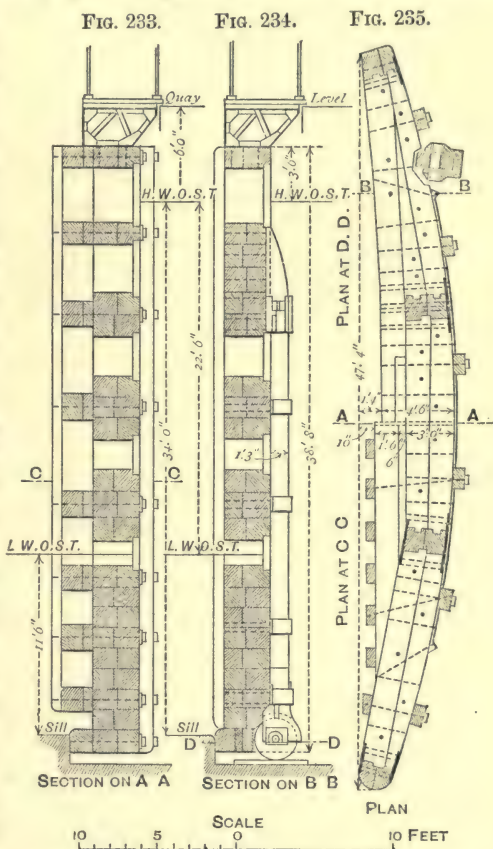 FIG. 233.
FIG. 234.
FIG. 235.
Quay
Level
6'.0"
3'.0"
H.W.O.S.T
H.W.O.S.T.
B
B
PLAN AT D. D.
47'.4"
22'.6"
34'.0"
38'.8"
1'.4"
4'.6"
A
A
10"
1'.6"
3'.0"
6"
1'.3"
C
C
L.W.O.S.T.
L.W.O.S.T.
PLAN AT C C
11'.6"
Sill
Sill
D
D
SECTION ON A A
SECTION ON B B
PLAN
SCALE
10
5
0
10 FEET